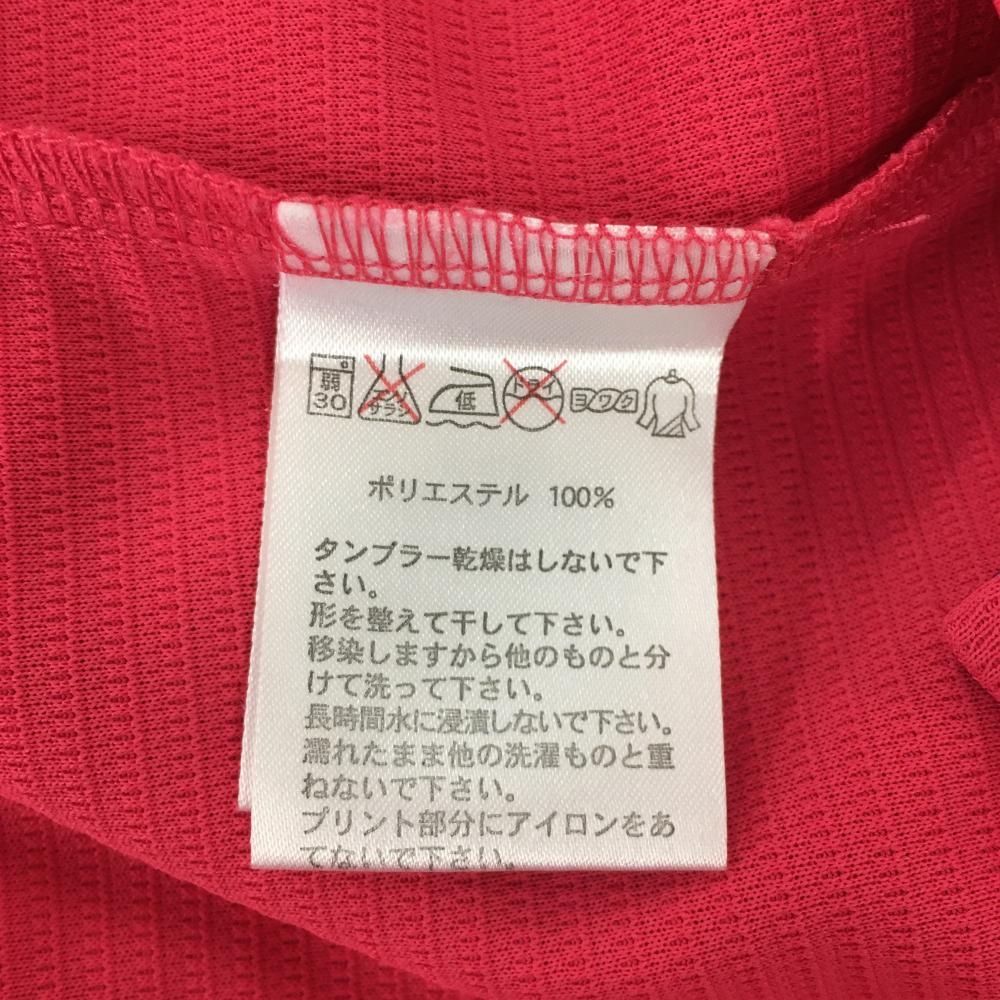 弱
30
エンソ
サラシ
低
ドライ
ヨワク
ポリエステル 100%
タンブラー乾燥はしないで下
さい。
形を整えて干して下さい。
移染しますから他のものと分
けて洗って下さい。
長時間水に浸漬しないで下さい。
濡れたまま他の洗濯ものと重
ねないで下さい。
プリント部分にアイロンをあ
てないで下さい。